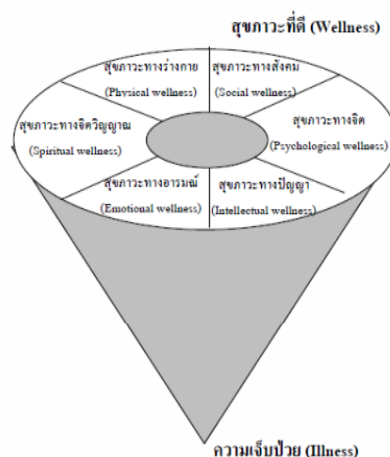 สุขภาวะที่ดี (Wellness)
สุขภาวะทางร่างกาย
(Physical wellness)
สุขภาวะทางสังคม
(Social wellness)
สุขภาวะทางจิตวิญญาณ
(Spiritual wellness)
สุขภาวะทางจิต
(Psychological wellness)
สุขภาวะทางอารมณ์
(Emotional wellness)
สุขภาวะทางปัญญา
(Intellectual wellness)
ความเจ็บป่วย (Illness)